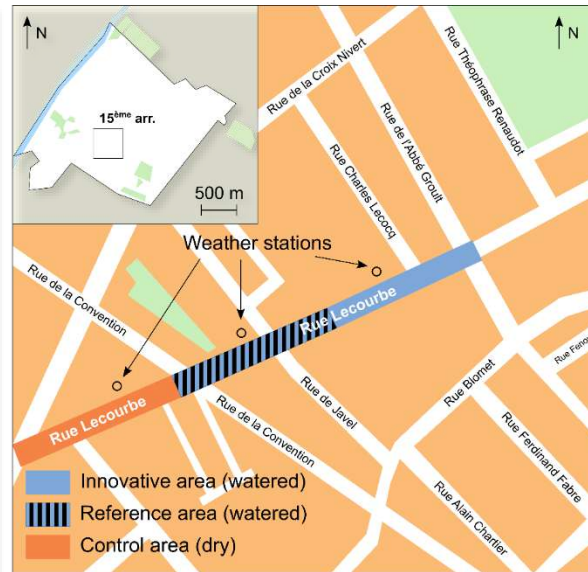 N
N
15ème arr.
500 m
Rue de la Croix Nivert
Rue Théophrase Renaudot
Rue de l'Abbé Groult
Rue Charles Lecocq
Weather stations
Rue de la Convention
Rue Lecourbe
Rue Lecourbe
Rue de Javel
Rue de la Convention
Rue Blomet
Rue Ferdinand Fabre
Rue Alain Chartier
Innovative area (watered)
Reference area (watered)
Control area (dry)